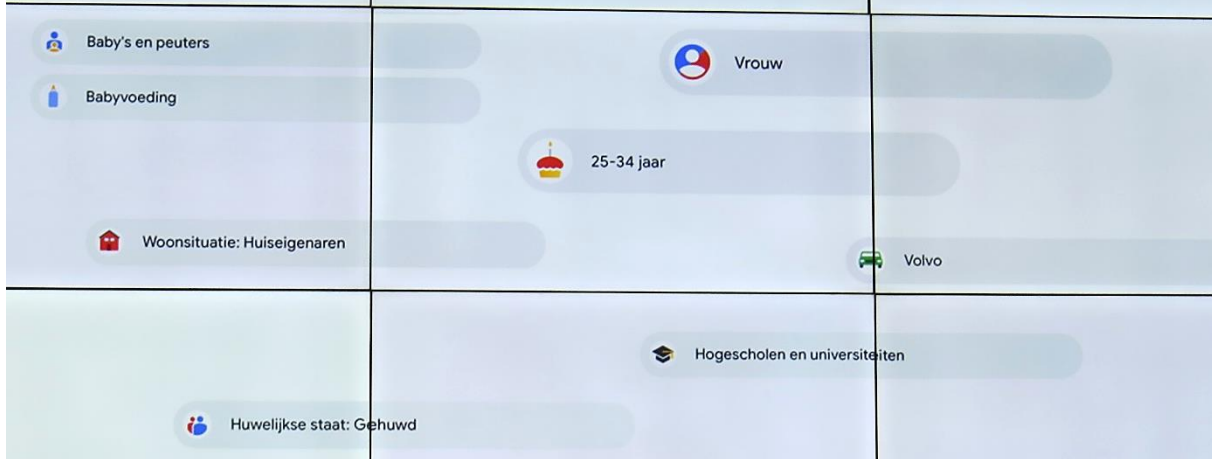 Baby's en peuters
Vrouw
Babyvoeding
25-34 jaar
Woonsituatie: Huiseigenaren
Volvo
Hogescholen en universiteiten
Huwelijkse staat: Gehuwd